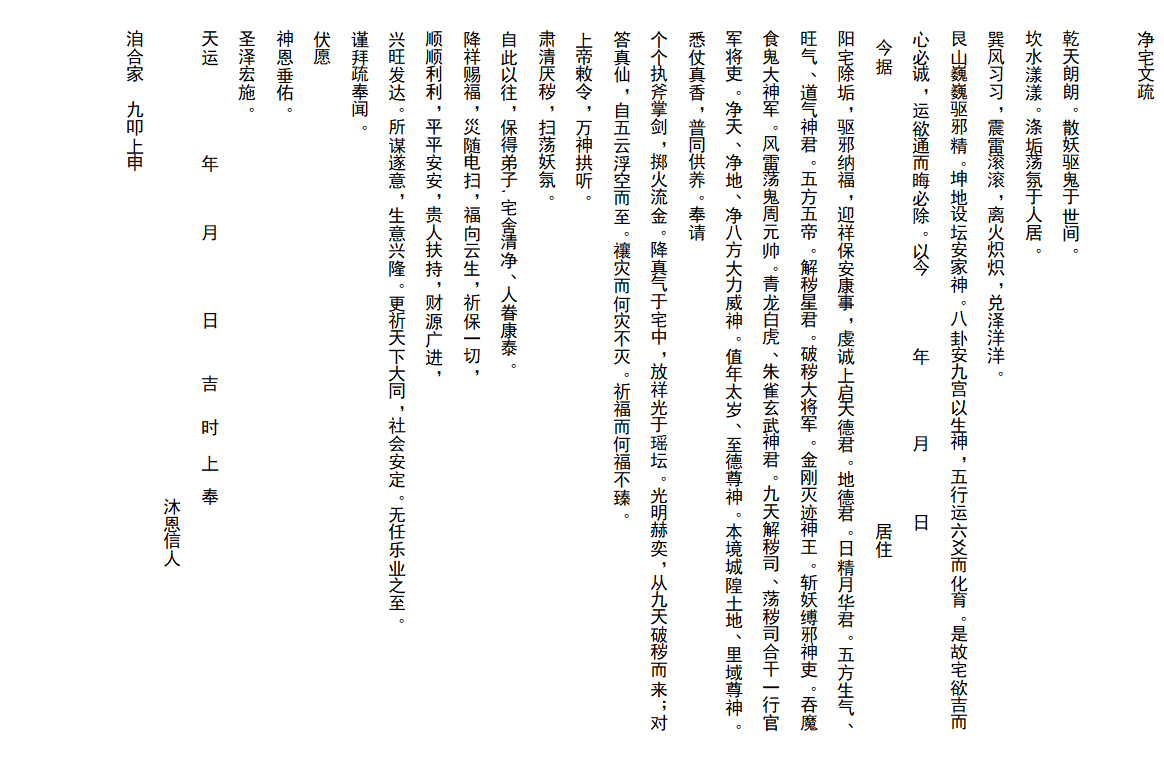 净宅文疏
乾天朗朗。散妖驱鬼于世间。
坎水漾漾。涤垢荡氛于人居。
巽风习习，震雷滚滚，离火炽炽，兑泽洋洋。
艮山巍巍驱邪精。坤地设坛安家神。八卦安九宫以生神，五行运六爻而化育。是故宅欲吉而
心必诚，运欲通而晦必除。以今 年 月 日
今据 居住
阳宅除垢，驱邪纳福，迎祥保安康事，虔诚上启天德君。地德君。日精月华君。五方生气、
旺气、道气神君。五方五帝。解秽星君。破秽大将军。金刚灭迹神王。斩妖缚邪神吏。吞魔
食鬼大神军。风雷荡鬼周元帅。青龙白虎、朱雀玄武神君。九天解秽司、荡秽司合干一行官
军将吏。净天、净地、净八方大力威神。值年太岁、至德尊神。本境城隍土地、里域尊神。
悉仗真香，普同供养。奉请
个个执斧掌剑，掷火流金。降真气于宅中，放祥光于瑶坛。光明赫奕，从九天破秽而来；对
答真仙，自五云浮空而至。禳灾而何灾不灭。祈福而何福不臻。
上帝敕令，万神拱听。
肃清厌秽，扫荡妖氛。
自此以往，保得弟子.宅舍清净、人眷康泰。
降祥赐福，災随电扫，福向云生，祈保一切，
顺顺利利，平平安安，贵人扶持，财源广进，
兴旺发达。所谋遂意，生意兴隆。更祈天下大同，社会安定。无任乐业之至。
谨拜疏奉闻。
伏愿
神恩垂佑。
圣泽宏施。
天运 年 月 日 吉 时 上 奉
沐恩信人
洎合家 九叩上申